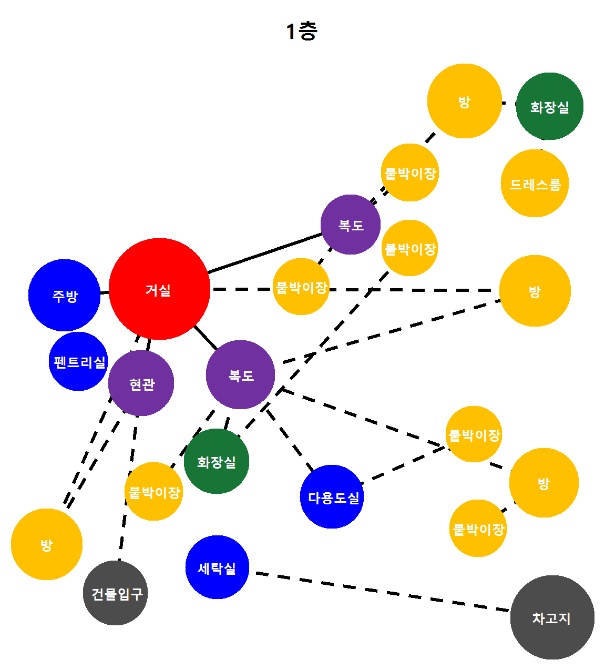 1층
방
화장실
붙박이장
드레스룸
복도
붙박이장
주방
거실
붙박이장
방
펜트리실
현관
복도
붙박이장
화장실
붙박이장
다용도실
방
붙박이장
방
건물입구
세탁실
차고지